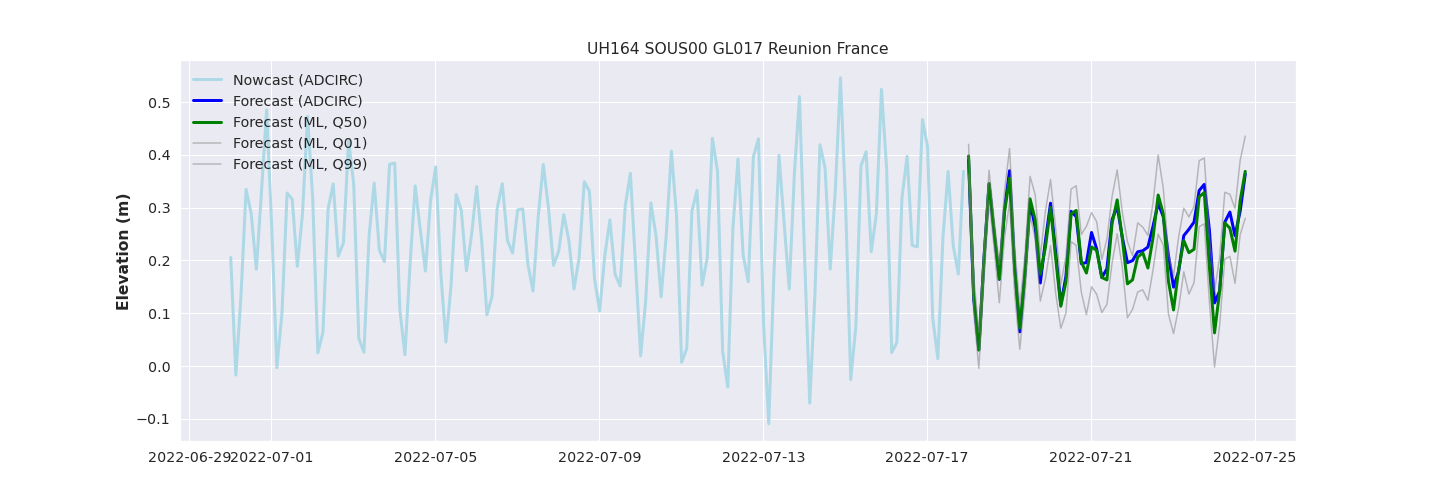 UH164 SOUS00 GL017 Reunion France
Nowcast (ADCIRC)
Forecast (ADCIRC)
Forecast (ML, Q50)
Forecast (ML, Q01)
Forecast (ML, Q99)
Elevation (m)
0.5
0.4
0.3
0.2
0.1
0.0
−0.1
2022-06-29 2022-07-01 2022-07-05 2022-07-09 2022-07-13 2022-07-17 2022-07-21 2022-07-25